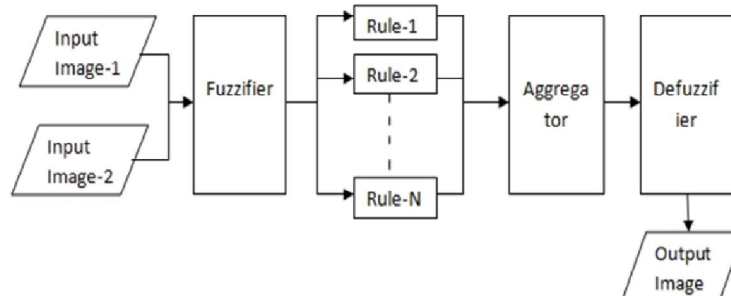 Input
Image-1
Input
Image-2
Fuzzifier
Rule-1
Rule-2
Rule-N
Aggrega
tor
Defuzzif
ier
Output
Image